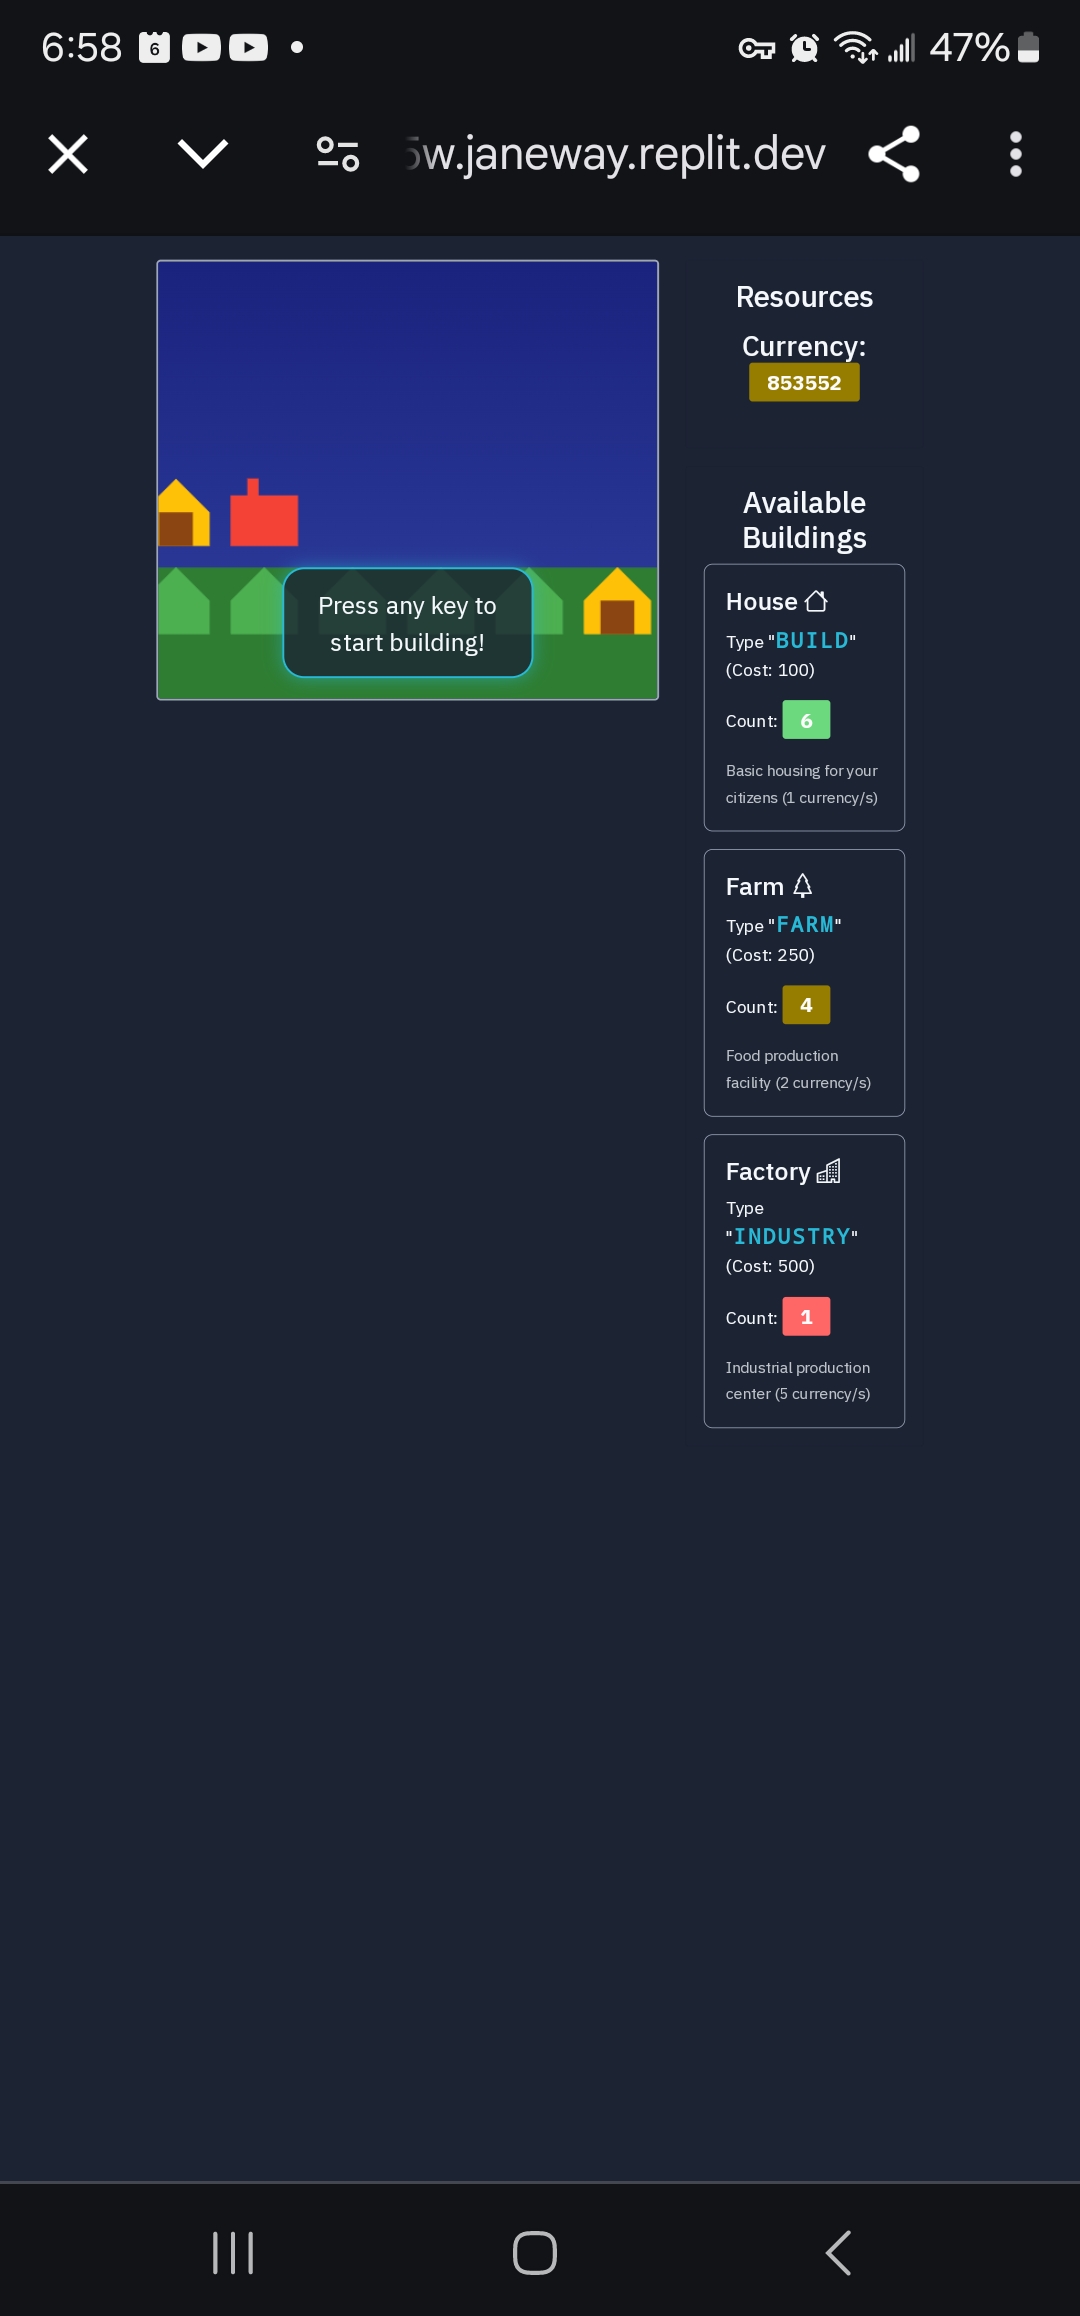 6:58
6
47%
w.janeway.replit.dev
Press any key to
start building!
Resources
Currency:
853552
Available
Buildings
House
Type "BUILD"
(Cost: 100)
Count: 6
Basic housing for your
citizens (1 currency/s)
Farm
Type "FARM"
(Cost: 250)
Count: 4
Food production
facility (2 currency/s)
Factory
Type
"INDUSTRY"
(Cost: 500)
Count: 1
Industrial production
center (5 currency/s)